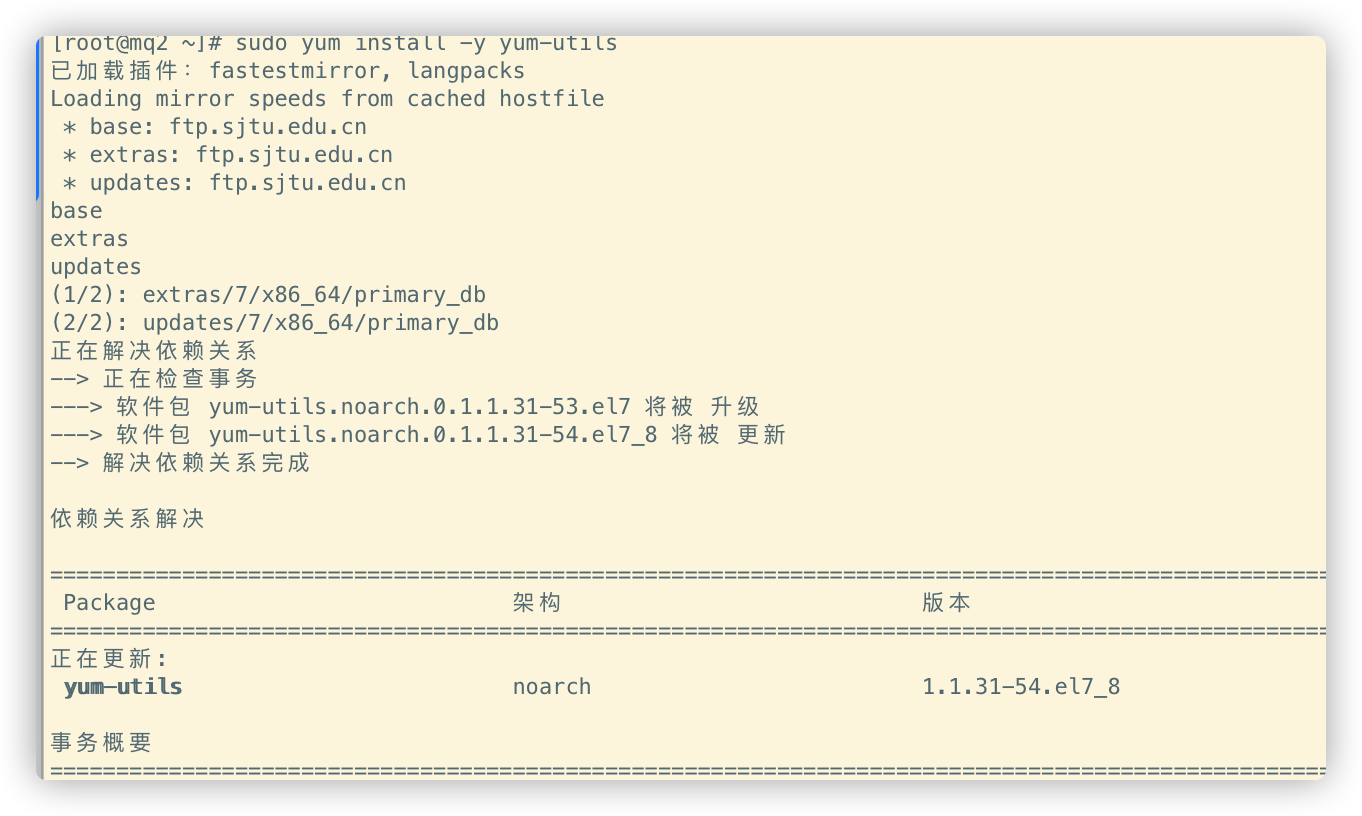 [root@mq2 ~]# sudo yum install -y yum-utils
已加载插件：fastestmirror, langpacks
Loading mirror speeds from cached hostfile
 * base: ftp.sjtu.edu.cn
 * extras: ftp.sjtu.edu.cn
 * updates: ftp.sjtu.edu.cn
base
extras
updates
(1/2): extras/7/x86_64/primary_db
(2/2): updates/7/x86_64/primary_db
正在解决依赖关系
--> 正在检查事务
---> 软件包 yum-utils.noarch.0.1.1.31-53.el7 将被 升级
---> 软件包 yum-utils.noarch.0.1.1.31-54.el7_8 将被 更新
--> 解决依赖关系完成

依赖关系解决

================================================================================================
 Package 架构 版本
================================================================================================
正在更新:
 yum-utils noarch 1.1.31-54.el7_8

事务概要
================================================================================================